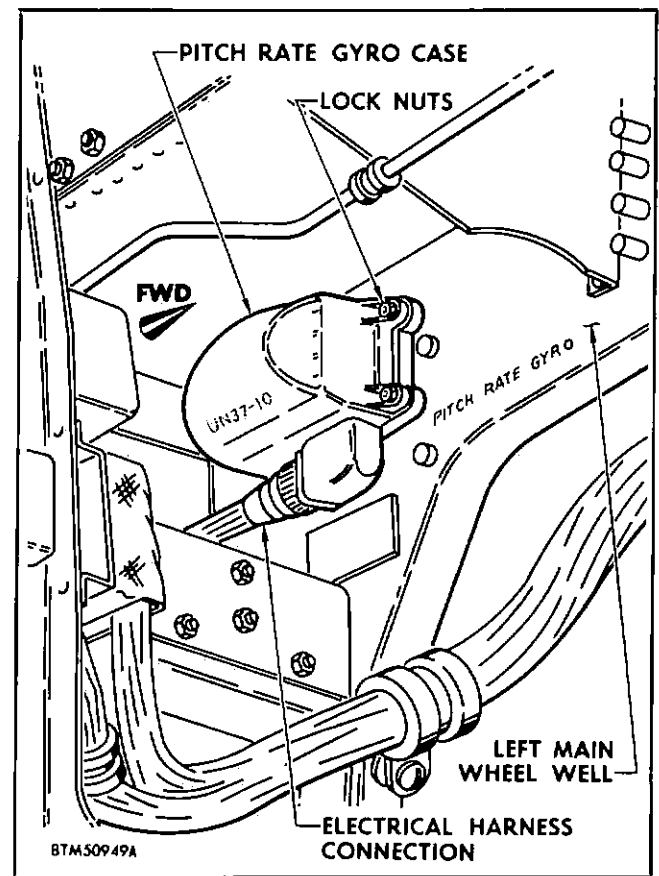 PITCH RATE GYRO CASE
LOCK NUTS
FWD
UN37-10
PITCH RATE GYRO
LEFT MAIN
WHEEL WELL
ELECTRICAL HARNESS
CONNECTION
BTM50949A